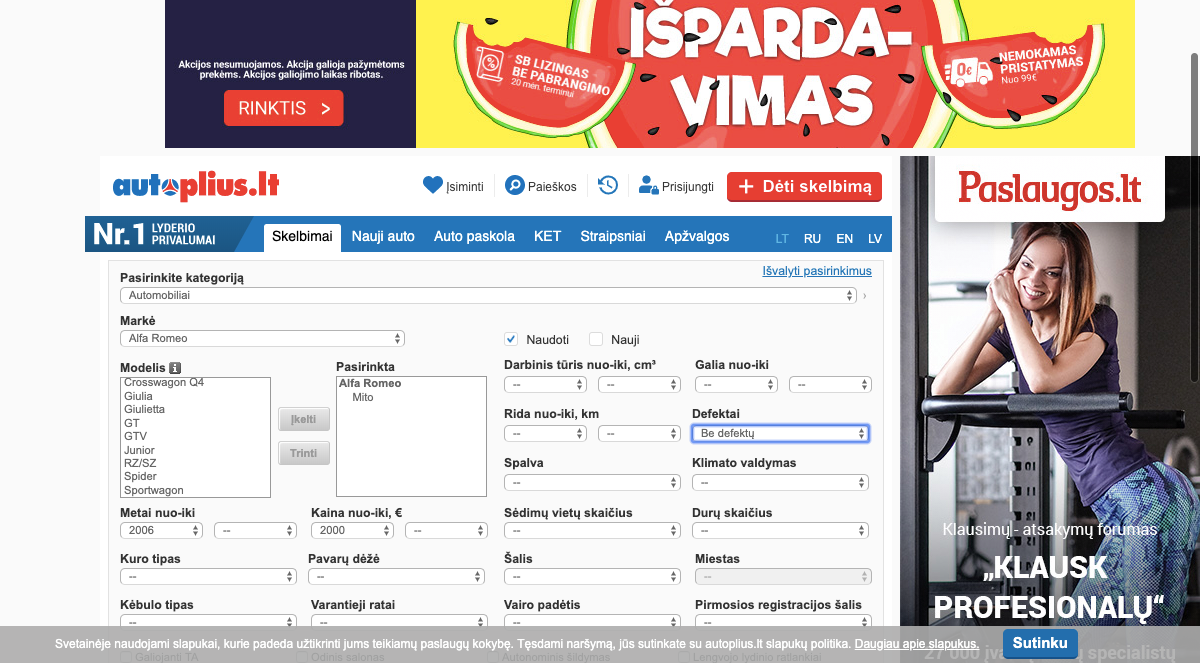 Akcijos nesumuojamos. Akcija galioja pažymėtoms
prekėms. Akcijos galiojimo laikas ribotas.
RINKTIS >
IŠPARDA-
VIMAS
SB LIZINGAS
BE PABRANGIMO
20 mėn. terminui
0€
NEMOKAMAS
PRISTATYMAS
Nuo 99€
autoplius.lt
Įsiminti
Paieškos
Prisijungti
+ Dėti skelbimą
Paslaugos.lt
Nr.1 LYDERIO
PRIVALUMAI
Skelbimai
Nauji auto
Auto paskola
KET
Straipsniai
Apžvalgos
LT
RU
EN
LV
Pasirinkite kategoriją
Išvalyti pasirinkimus
Automobiliai
Markė
Alfa Romeo
Naudoti
Nauji
Modelis
Crosswagon Q4
Giulia
Giulietta
GT
GTV
Junior
RZ/SZ
Spider
Sportwagon
Įkelti
Trinti
Pasirinkta
Alfa Romeo
Mito
Darbinis tūris nuo-iki, cm³
Galia nuo-iki
--
--
--
--
Rida nuo-iki, km
Defektai
--
--
Be defektų
Spalva
Klimato valdymas
--
--
Metai nuo-iki
Kaina nuo-iki, €
Sėdimų vietų skaičius
Durų skaičius
2006
--
2000
--
--
--
Kuro tipas
Pavarų dėžė
Šalis
Miestas
--
--
--
--
Kėbulo tipas
Varantieji ratai
Vairo padėtis
Pirmosios registracijos šalis
--
--
--
--
Klausimų - atsakymų forumas
„KLAUSK
PROFESIONALŲ“
Svetainėje naudojami slapukai, kurie padeda užtikrinti jums teikiamų paslaugų kokybę. Tęsdami naršymą, jūs sutinkate su autoplius.lt slapukų politika. Daugiau apie slapukus.
Sutinku